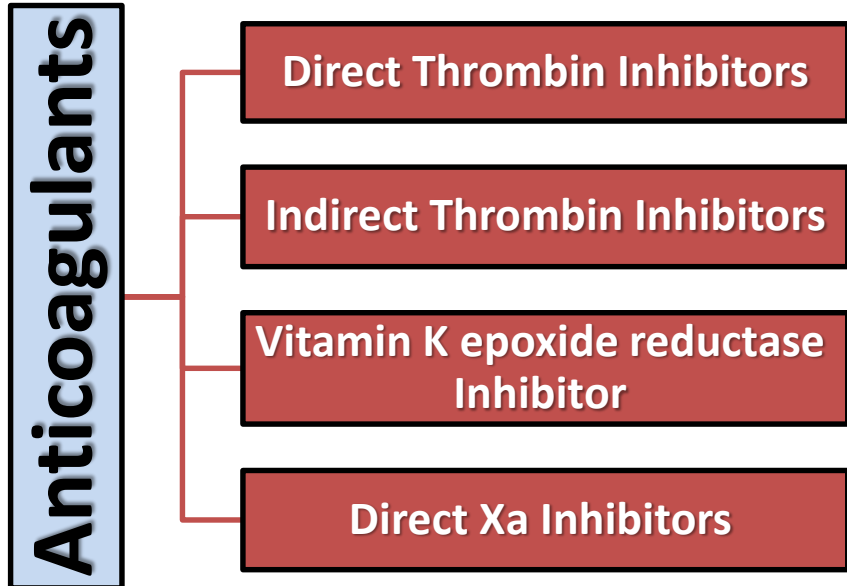 Anticoagulants
Direct Thrombin Inhibitors
Indirect Thrombin Inhibitors
Vitamin K epoxide reductase
Inhibitor
Direct Xa Inhibitors